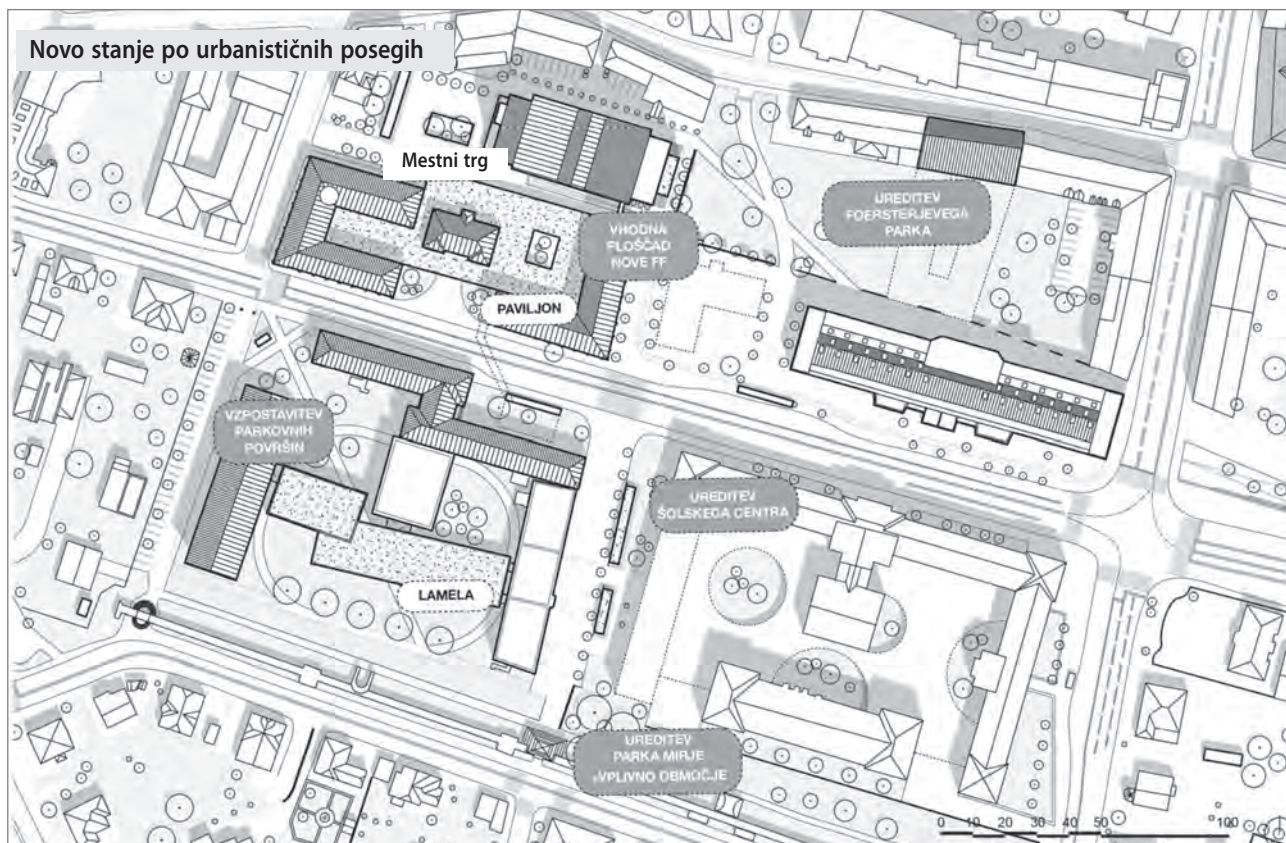 Novo stanje po urbanističnih posegih
Mestni trg
UREDITEV
FOERSTERJEVEGA
PARKA
VHODNA
PLOŠČAD
NOVE FF
PAVILJON
VZPOSTAVITEV
PARKOVNIH
POVRŠIN
UREDITEV
ŠOLSKEGA CENTRA
LAMELA
UREDITEV
PARKA MIRJE
VPLIVNO OBMOČJE
0 10 20 30 40 50 100